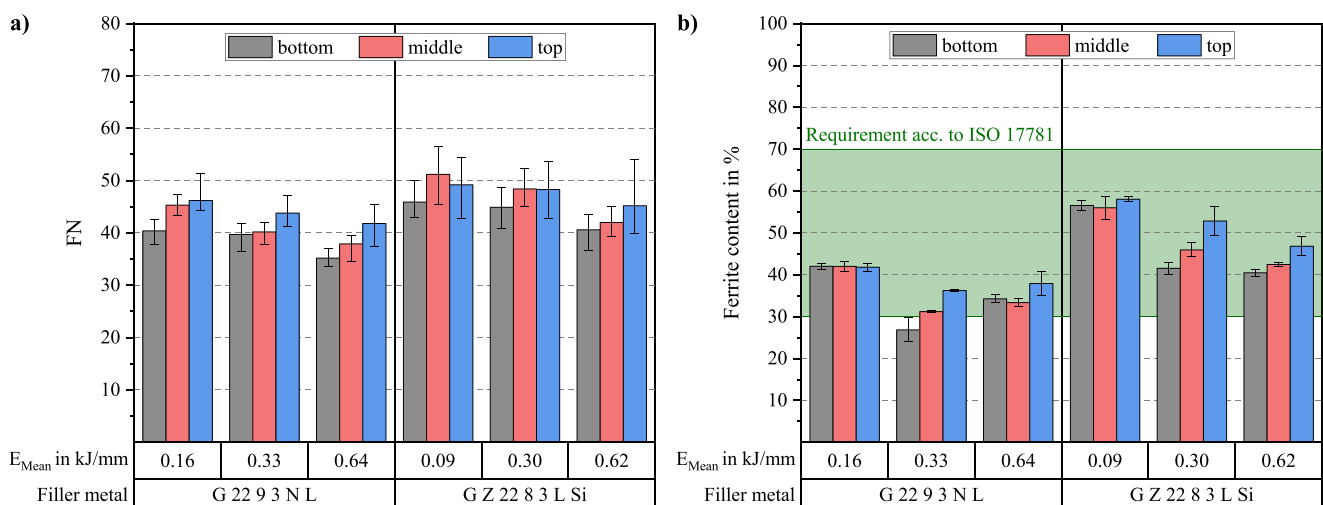 a)
80
70
60
50
40
30
20
10
FN
bottom middle top
E_Mean in kJ/mm 0.16 0.33 0.64 0.09 0.30 0.62
Filler metal G 22 9 3 N L G Z 22 8 3 L Si
b)
100
90
80
70
60
50
40
30
20
10
Ferrite content in %
bottom middle top
Requirement acc. to ISO 17781
E_Mean in kJ/mm 0.16 0.33 0.64 0.09 0.30 0.62
Filler metal G 22 9 3 N L G Z 22 8 3 L Si